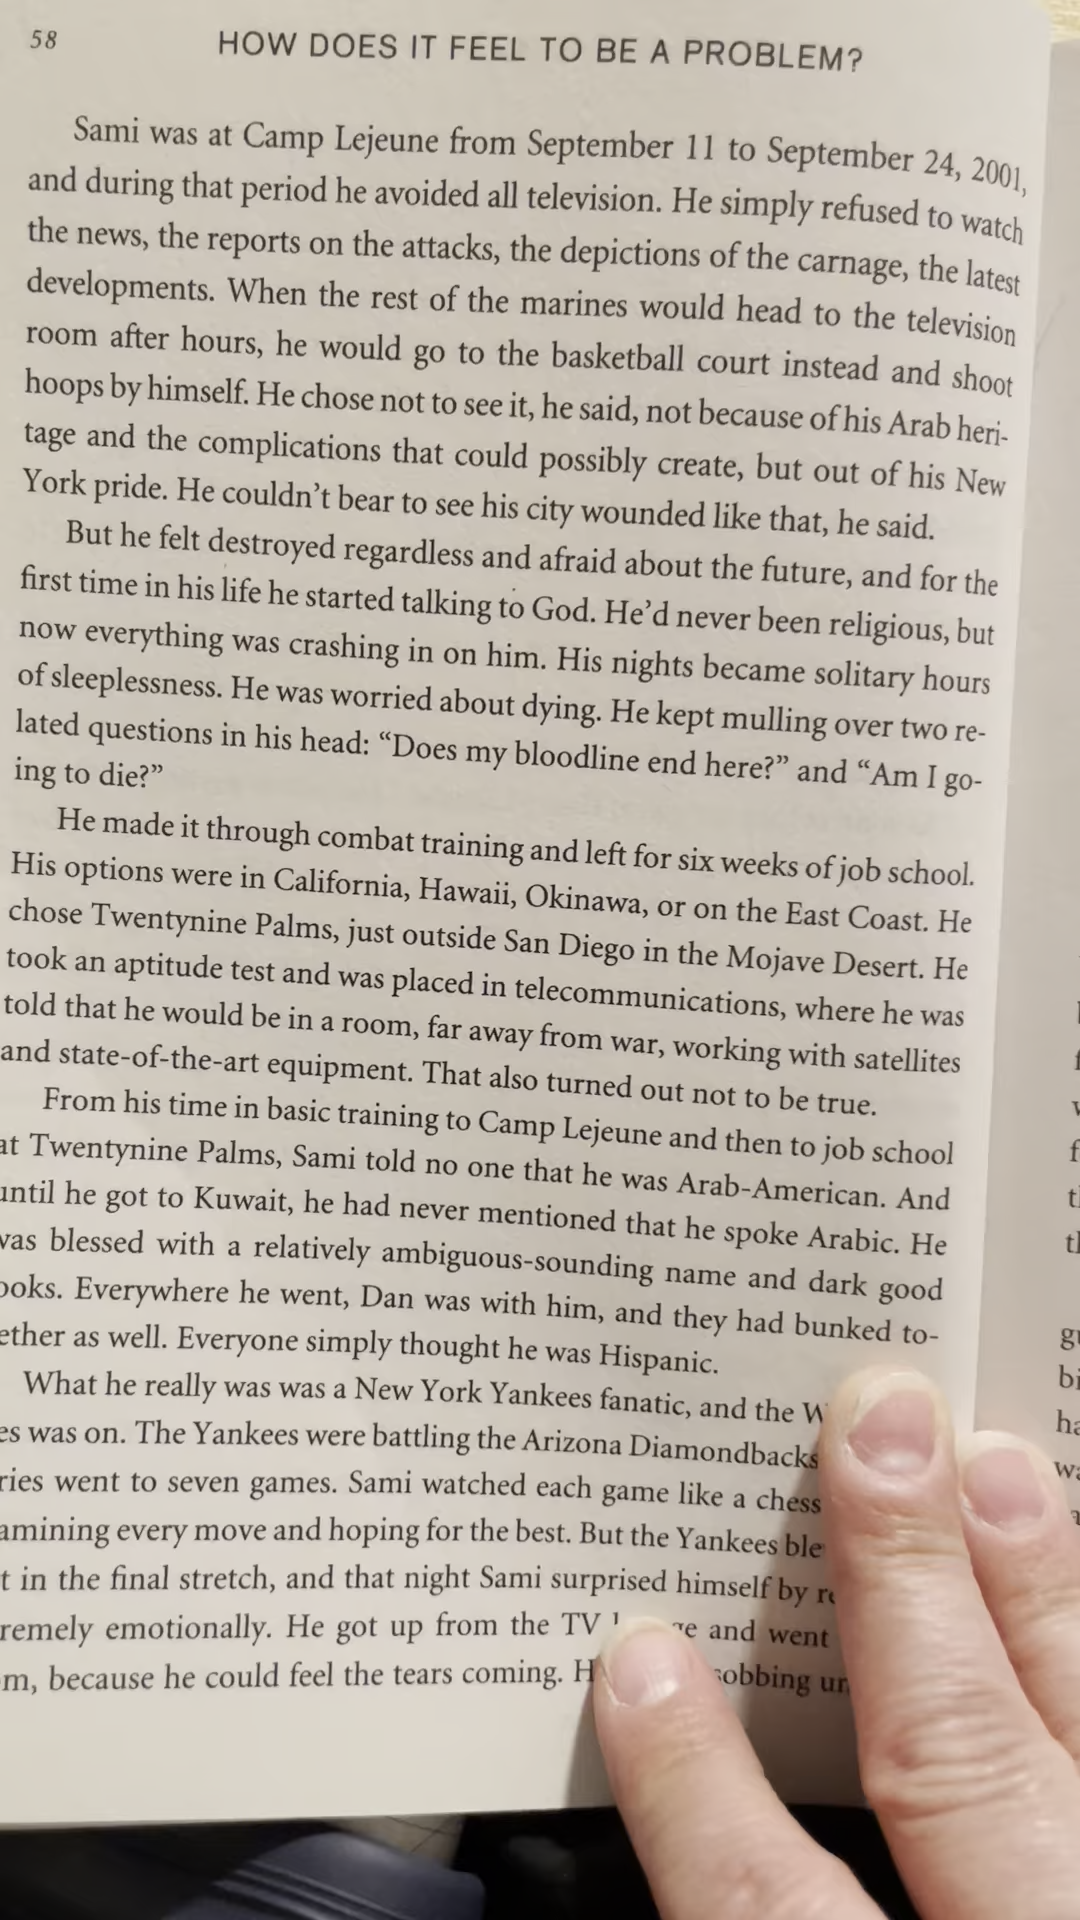 58
HOW DOES IT FEEL TO BE A PROBLEM?
Sami was at Camp Lejeune from September 11 to September 24, 2001,
and during that period he avoided all television. He simply refused to watch
the news, the reports on the attacks, the depictions of the carnage, the latest
developments. When the rest of the marines would head to the television
room after hours, he would go to the basketball court instead and shoot
hoops by himself. He chose not to see it, he said, not because of his Arab heri-
tage and the complications that could possibly create, but out of his New
York pride. He couldn't bear to see his city wounded like that, he said.
But he felt destroyed regardless and afraid about the future, and for the
first time in his life he started talking to God. He'd never been religious, but
now everything was crashing in on him. His nights became solitary hours
of sleeplessness. He was worried about dying. He kept mulling over two re-
lated questions in his head: “Does my bloodline end here?” and “Am I go-
ing to die?”
He made it through combat training and left for six weeks of job school.
His options were in California, Hawaii, Okinawa, or on the East Coast. He
chose Twentynine Palms, just outside San Diego in the Mojave Desert. He
took an aptitude test and was placed in telecommunications, where he was
told that he would be in a room, far away from war, working with satellites
and state-of-the-art equipment. That also turned out not to be true.
From his time in basic training to Camp Lejeune and then to job school
at Twentynine Palms, Sami told no one that he was Arab-American. And
until he got to Kuwait, he had never mentioned that he spoke Arabic. He
was blessed with a relatively ambiguous-sounding name and dark good
ooks. Everywhere he went, Dan was with him, and they had bunked to-
ether as well. Everyone simply thought he was Hispanic.
What he really was was a New York Yankees fanatic, and the W
es was on. The Yankees were battling the Arizona Diamondbacks
ries went to seven games. Sami watched each game like a chess
amining every move and hoping for the best. But the Yankees ble
t in the final stretch, and that night Sami surprised himself by re
remely emotionally. He got up from the TV and went
m, because he could feel the tears coming. H sobbing un